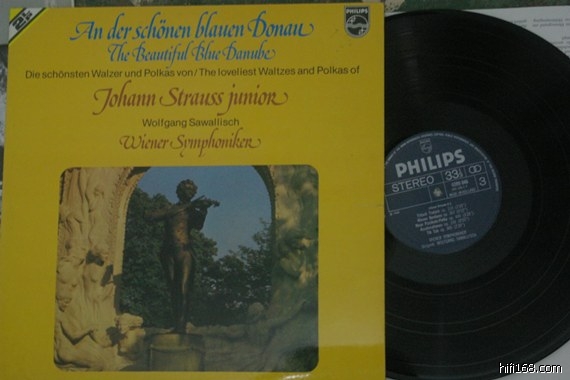 2LP
PHILIPS
An der schönen blauen Donau
The Beautiful Blue Danube
Die schönsten Walzer und Polkas von/The loveliest Waltzes and Polkas of
Johann Strauss junior
Wolfgang Sawallisch
Wiener Symphoniker
PHILIPS
STEREO 33⅓
3
hifi168.com